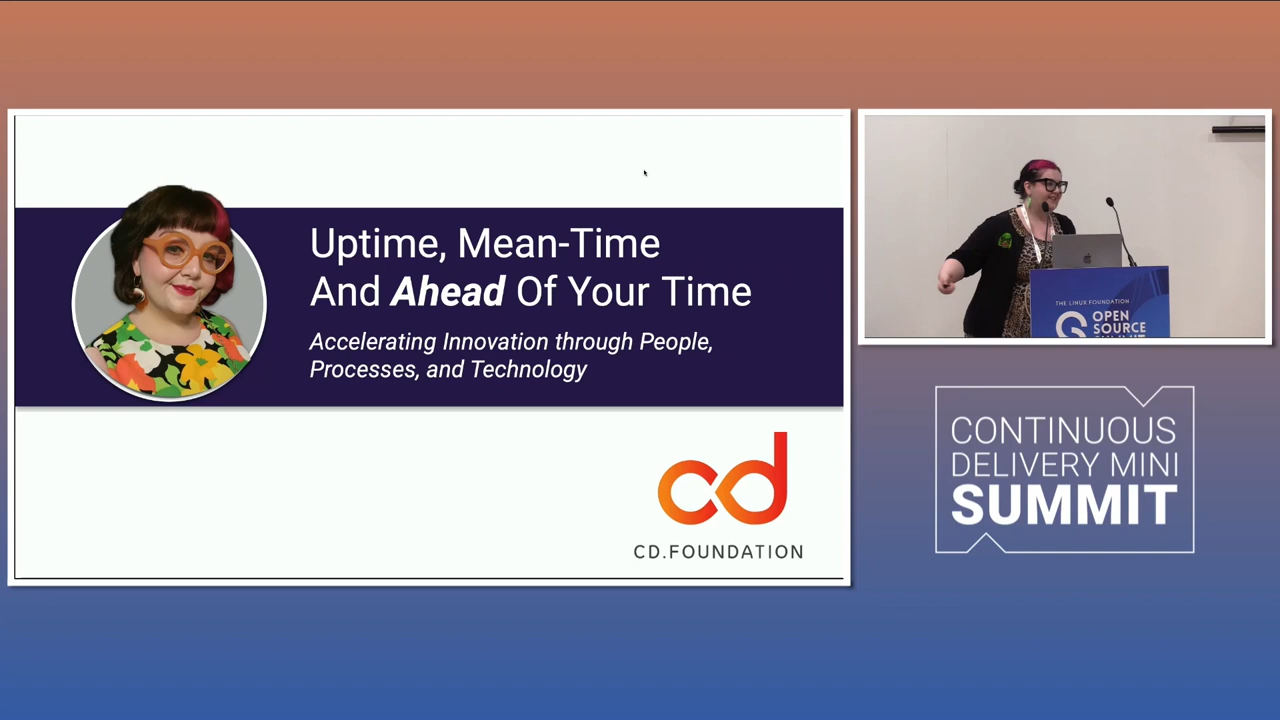 Uptime, Mean-Time
And Ahead Of Your Time
Accelerating Innovation through People,
Processes, and Technology
cd
CD.FOUNDATION
THE LINUX FOUNDATION
OPEN
SOURCE
SUMMIT
CONTINUOUS
DELIVERY MINI
SUMMIT